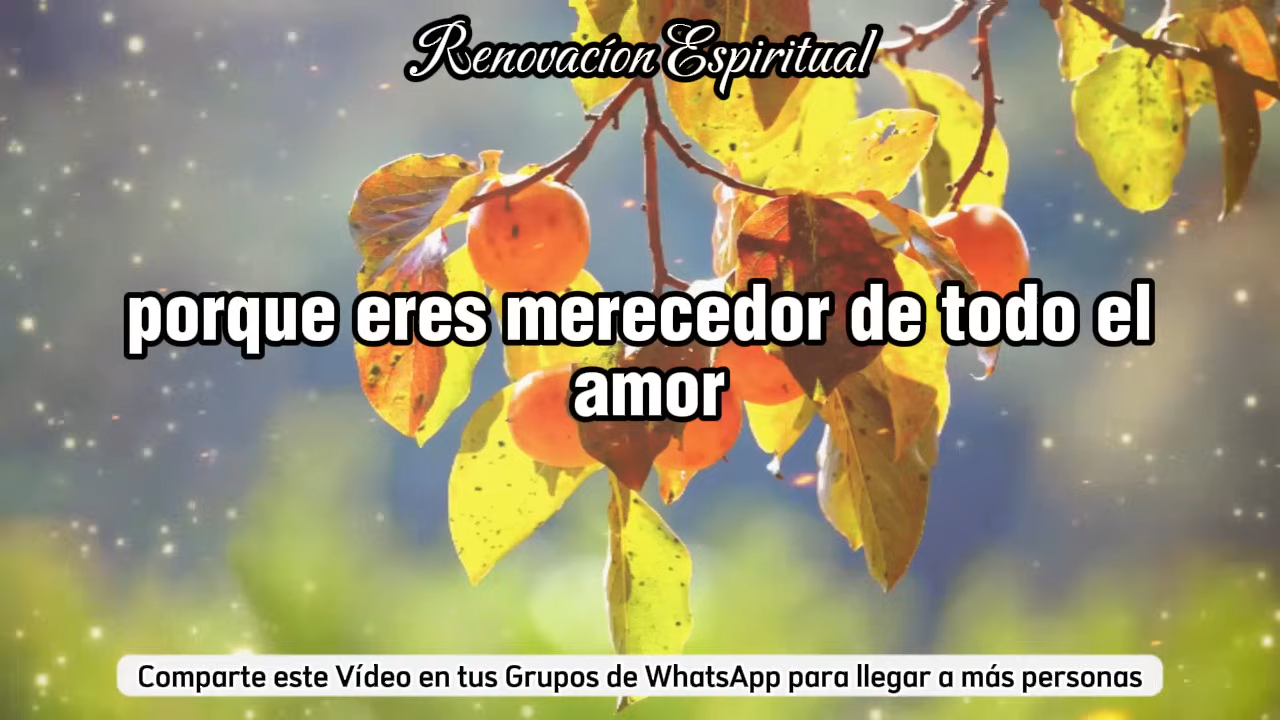 Renovacíon Espiritual
porque eres merecedor de todo el
amor
Comparte este Vídeo en tus Grupos de WhatsApp para llegar a más personas